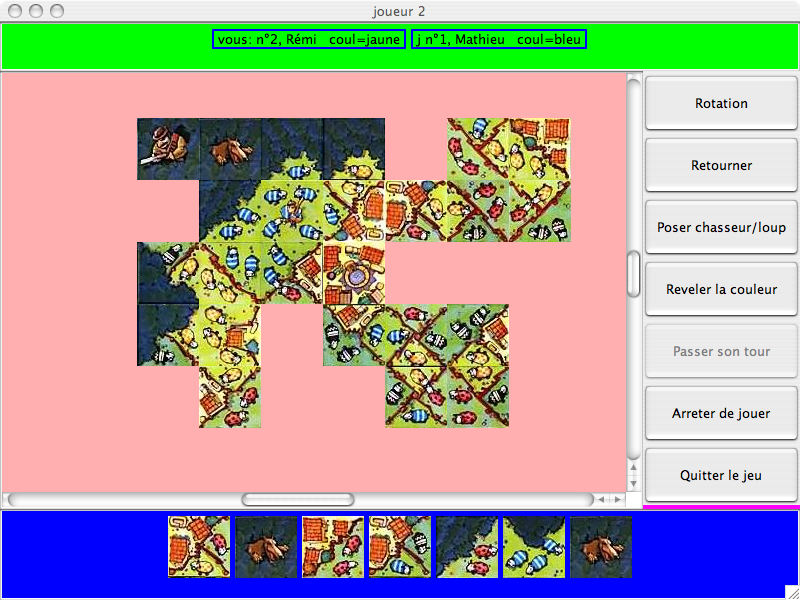 joueur 2
vous: n°2, Rémi coul=jaune j n°1, Mathieu coul=bleu
Rotation
Retourner
Poser chasseur/loup
Reveler la couleur
Passer son tour
Arreter de jouer
Quitter le jeu